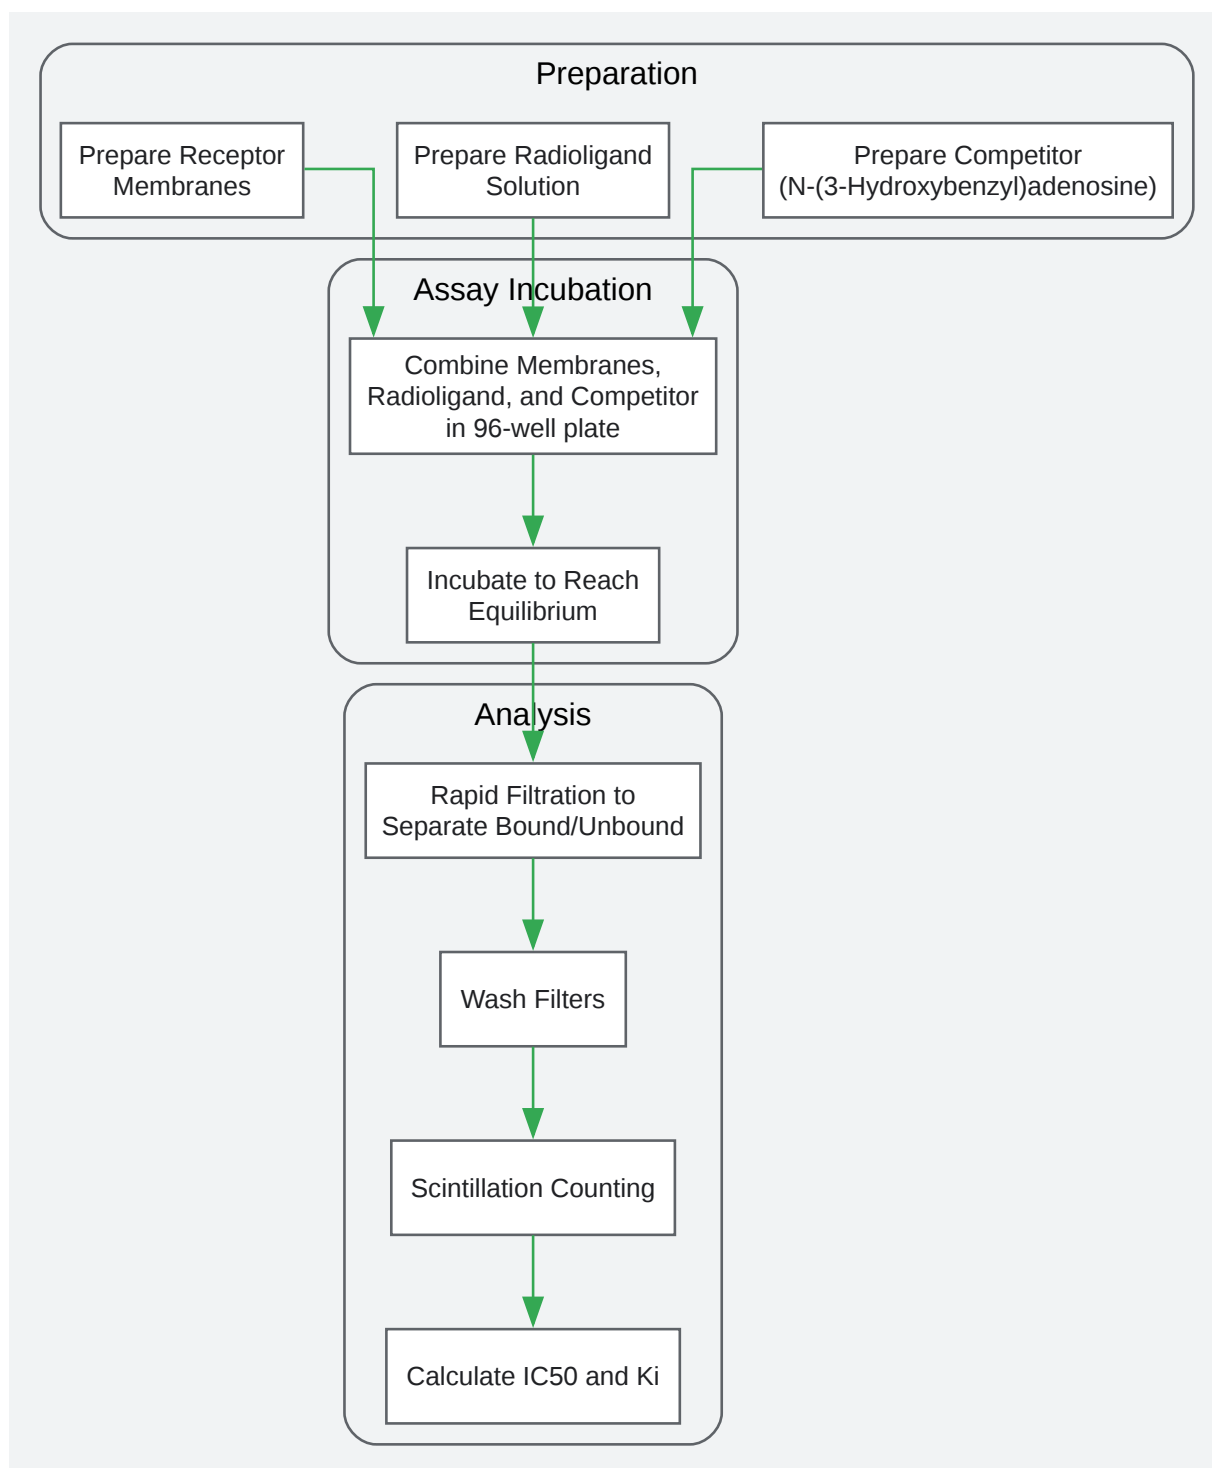 Preparation
Prepare Receptor
Membranes
Prepare Radioligand
Solution
Prepare Competitor
(N-(3-Hydroxybenzyl)adenosine)
Assay Incubation
Combine Membranes,
Radioligand, and Competitor
in 96-well plate
Incubate to Reach
Equilibrium
Analysis
Rapid Filtration to
Separate Bound/Unbound
Wash Filters
Scintillation Counting
Calculate IC50 and Ki